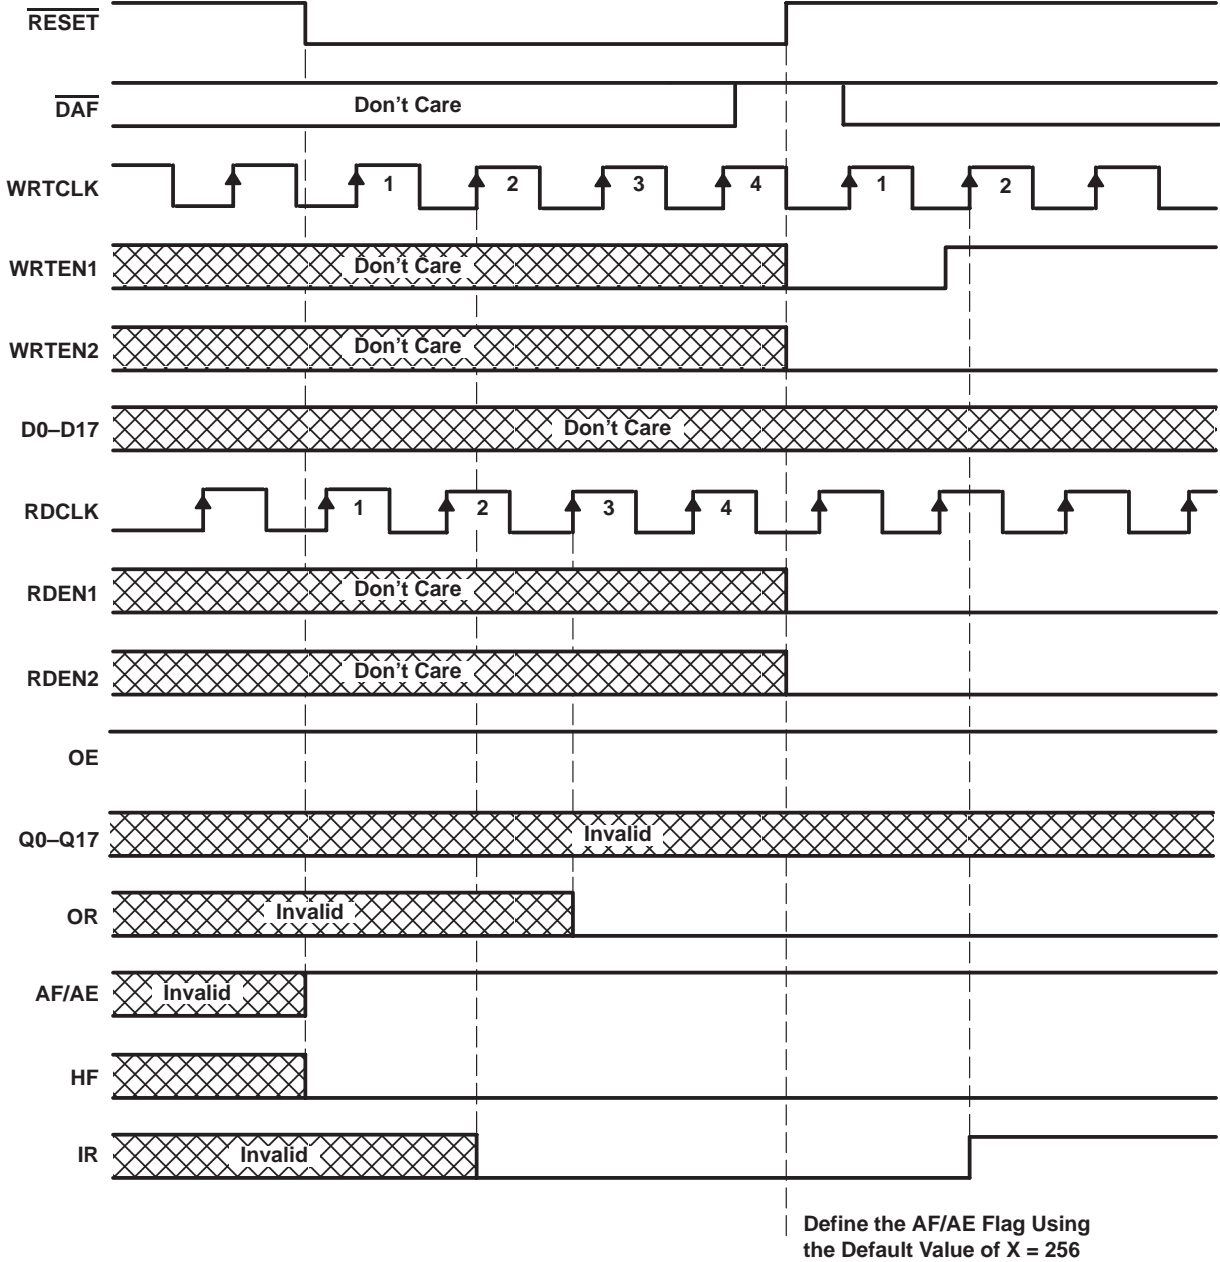 RESET
DAF
Don't Care
WRTCLK
1 2 3 4 1 2
WRTEN1
Don't Care
WRTEN2
Don't Care
D0–D17
Don't Care
RDCLK
1 2 3 4
RDEN1
Don't Care
RDEN2
Don't Care
OE
Q0–Q17
Invalid
OR
Invalid
AF/AE
Invalid
HF
IR
Invalid
Define the AF/AE Flag Using
the Default Value of X = 256